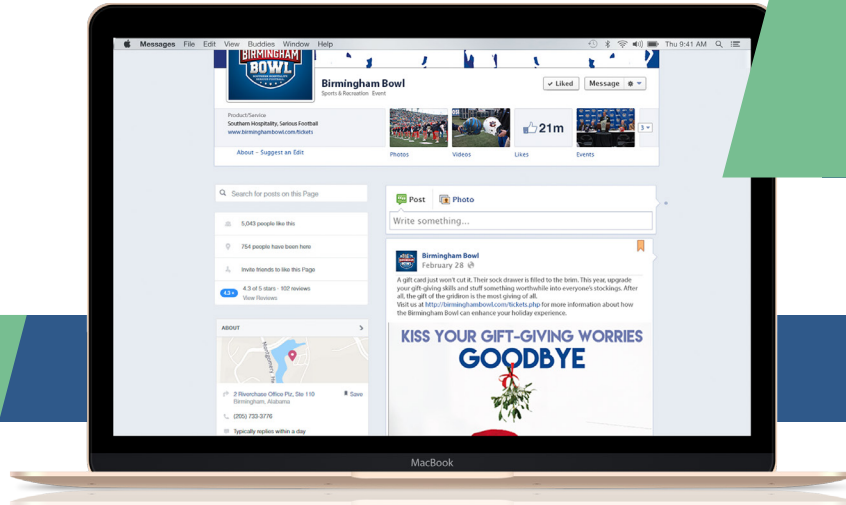 Messages File Edit View Buddies Window Help Thu 9:41 AM
BIRMINGHAM
BOWL
Birmingham Bowl
Sports & Recreation Event
Liked
Message
Product/Service
Southern Hospitality, Serious Football
www.birminghambowl.com/tickets
About – Suggest an Edit
21m
5
Photos
Videos
Likes
Events
Search for posts on this Page
5,043 people like this
754 people have been here
Invite friends to like this Page
4.3
4.3 of 5 stars · 102 reviews
View Reviews
ABOUT
Montgomery
2 Riverchase Office Plz, Ste 110
Save
Birmingham, Alabama
(205) 733-3776
Typically replies within a day
Post
Photo
Write something...
Birmingham Bowl
February 28
A gift card just won't cut it. Their sock drawer is filled to the brim. This year, upgrade
your gift-giving skills and stuff something worthwhile into everyone's stockings. After
all, the gift of the gridiron is the most giving of all.
Visit us at http://birminghambowl.com/tickets.php for more information about how
the Birmingham Bowl can enhance your holiday experience.
KISS YOUR GIFT-GIVING WORRIES
GOODBYE
MacBook